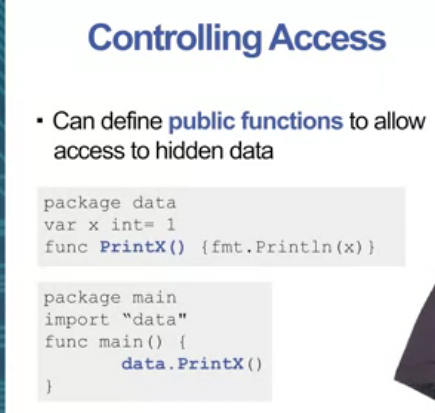 Controlling Access
▪ Can define public functions to allow
access to hidden data
package data
var x int= 1
func PrintX() {fmt.Println(x)}
package main
import “data"
func main() {
data.PrintX()
}